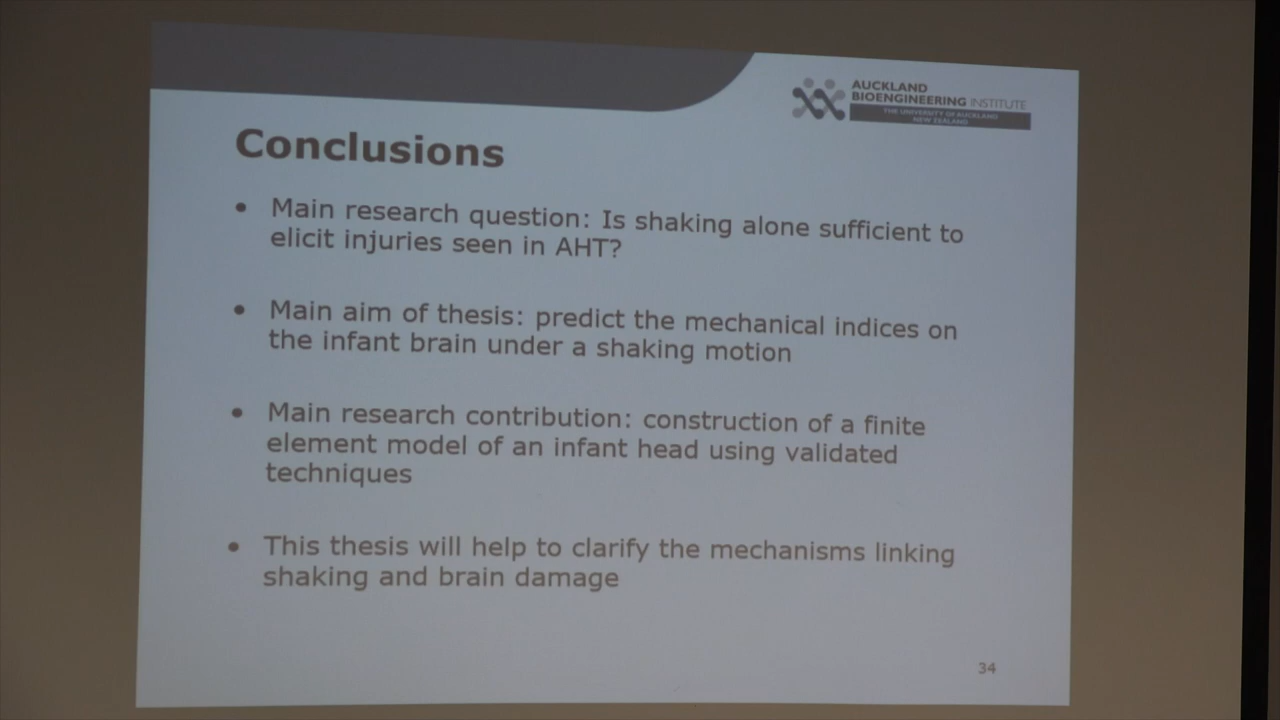 AUCKLAND
BIOENGINEERING INSTITUTE
THE UNIVERSITY OF AUCKLAND
NEW ZEALAND
Conclusions
• Main research question: Is shaking alone sufficient to
elicit injuries seen in AHT?
• Main aim of thesis: predict the mechanical indices on
the infant brain under a shaking motion
• Main research contribution: construction of a finite
element model of an infant head using validated
techniques
• This thesis will help to clarify the mechanisms linking
shaking and brain damage
34